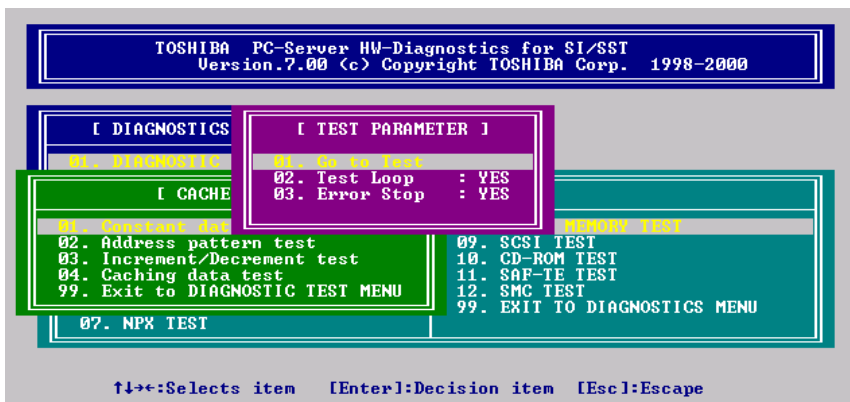 TOSHIBA PC-Server HW-Diagnostics for SI/SST
Version.7.00 (c) Copyright TOSHIBA Corp. 1998-2000
[ DIAGNOSTICS
[ TEST PARAMETER ]
01. DIAGNOSTIC
01. Go to Test
02. Test Loop : YES
03. Error Stop : YES
[ CACHE
01. Constant dat
02. Address pattern test
03. Increment/Decrement test
04. Caching data test
99. Exit to DIAGNOSTIC TEST MENU
MEMORY TEST
09. SCSI TEST
10. CD-ROM TEST
11. SAF-TE TEST
12. SMC TEST
99. EXIT TO DIAGNOSTICS MENU
07. NPX TEST
↑↓→←:Selects item [Enter]:Decision item [Esc]:Escape